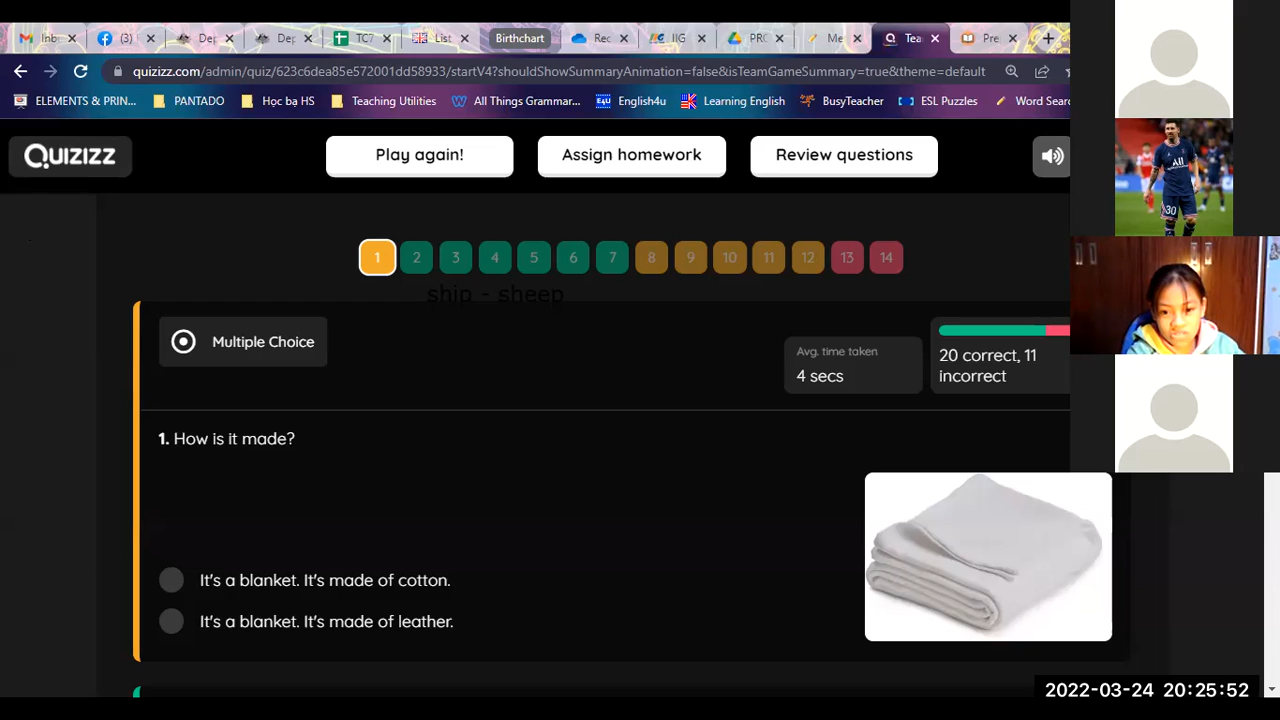 Inb
(3)
Dep
Dep
TC7
List
Birthchart
Rec
IIG
PRC
Me
Tea
Pre
quizizz.com/admin/quiz/623c6dea85e572001dd58933/startV4?shouldShowSummaryAnimation=false&isTeamGameSummary=true&theme=default
ELEMENTS & PRIN...
PANTADO
Học bạ HS
Teaching Utilities
All Things Grammar...
English4u
Learning English
BusyTeacher
ESL Puzzles
Word Sear
Quizizz
Play again!
Assign homework
Review questions
1 2 3 4 5 6 7 8 9 10 11 12 13 14
ship - sheep
Multiple Choice
Avg. time taken
4 secs
20 correct, 11
incorrect
1. How is it made?
It's a blanket. It's made of cotton.
It's a blanket. It's made of leather.
30
2022-03-24 20:25:52